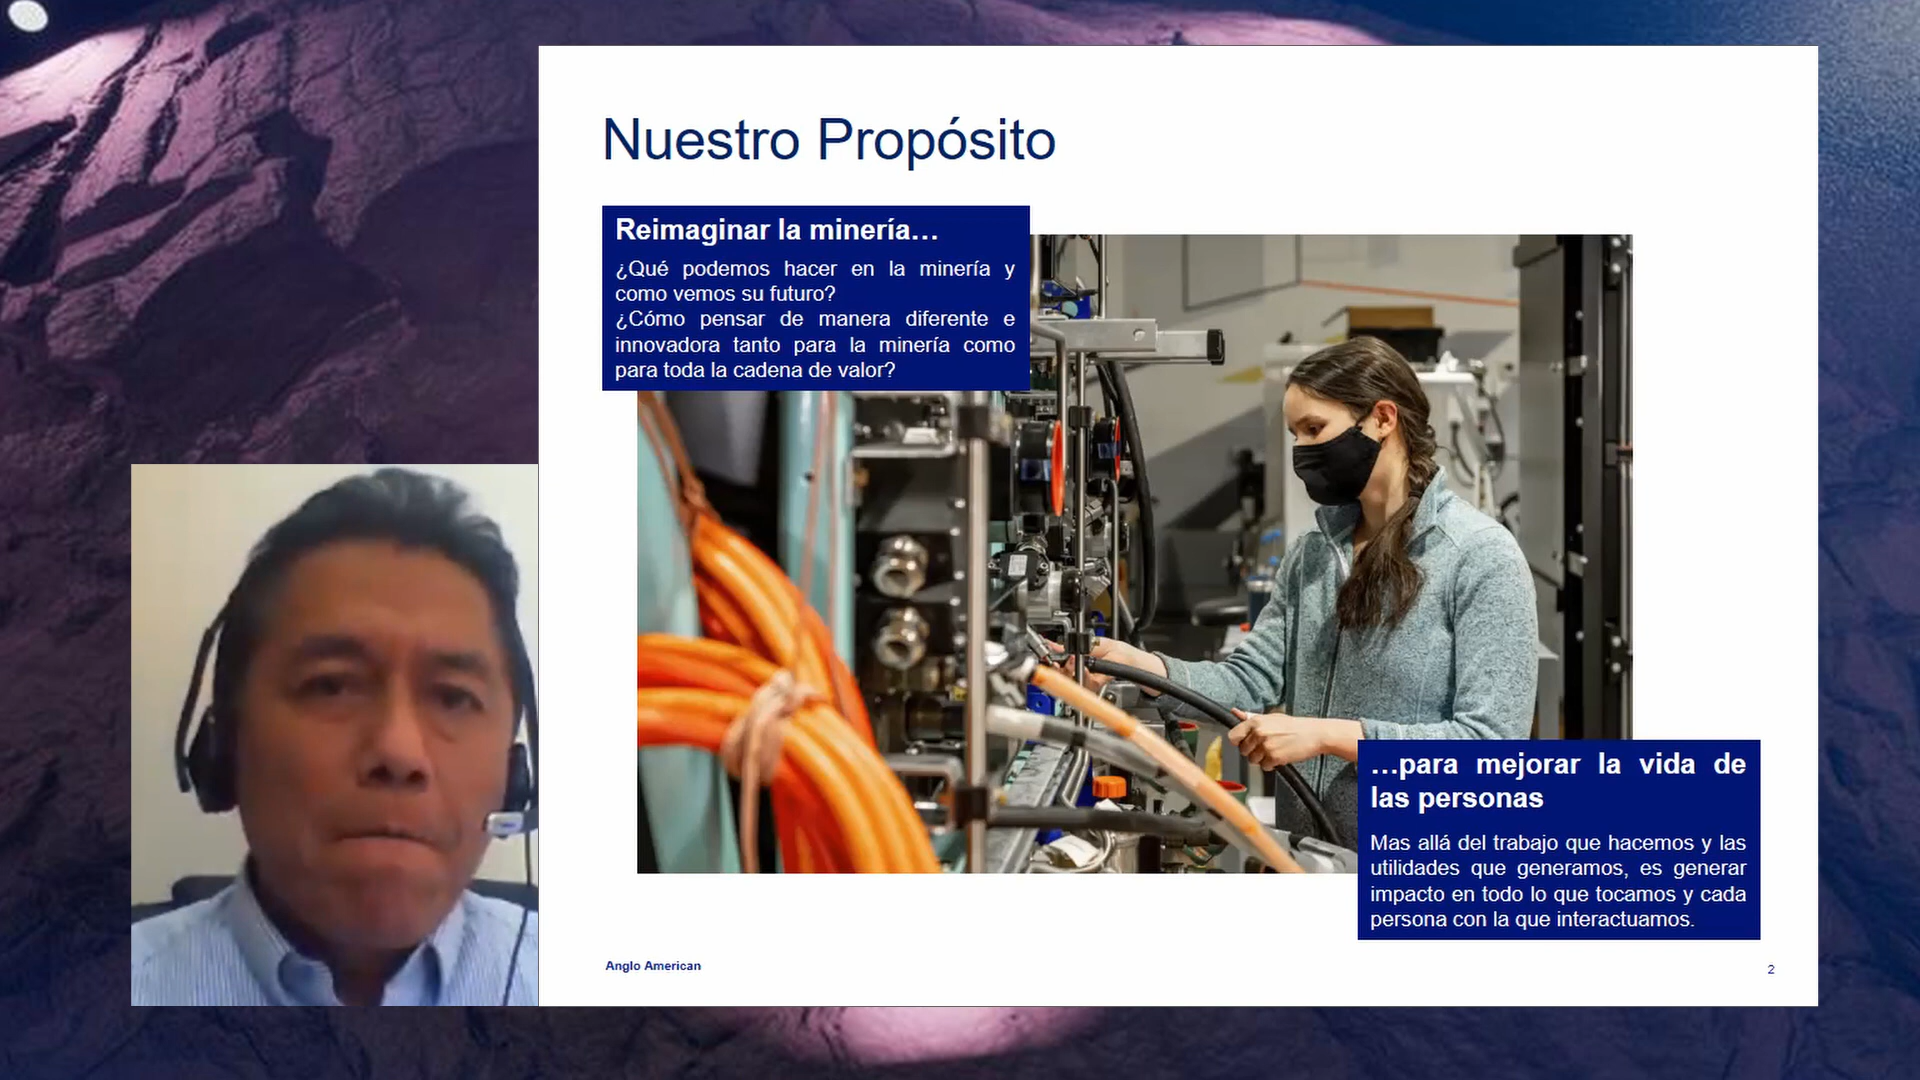 Nuestro Propósito
Reimaginar la minería…
¿Qué podemos hacer en la minería y
como vemos su futuro?
¿Cómo pensar de manera diferente e
innovadora tanto para la minería como
para toda la cadena de valor?
…para mejorar la vida de
las personas
Mas allá del trabajo que hacemos y las
utilidades que generamos, es generar
impacto en todo lo que tocamos y cada
persona con la que interactuamos.
Anglo American
2